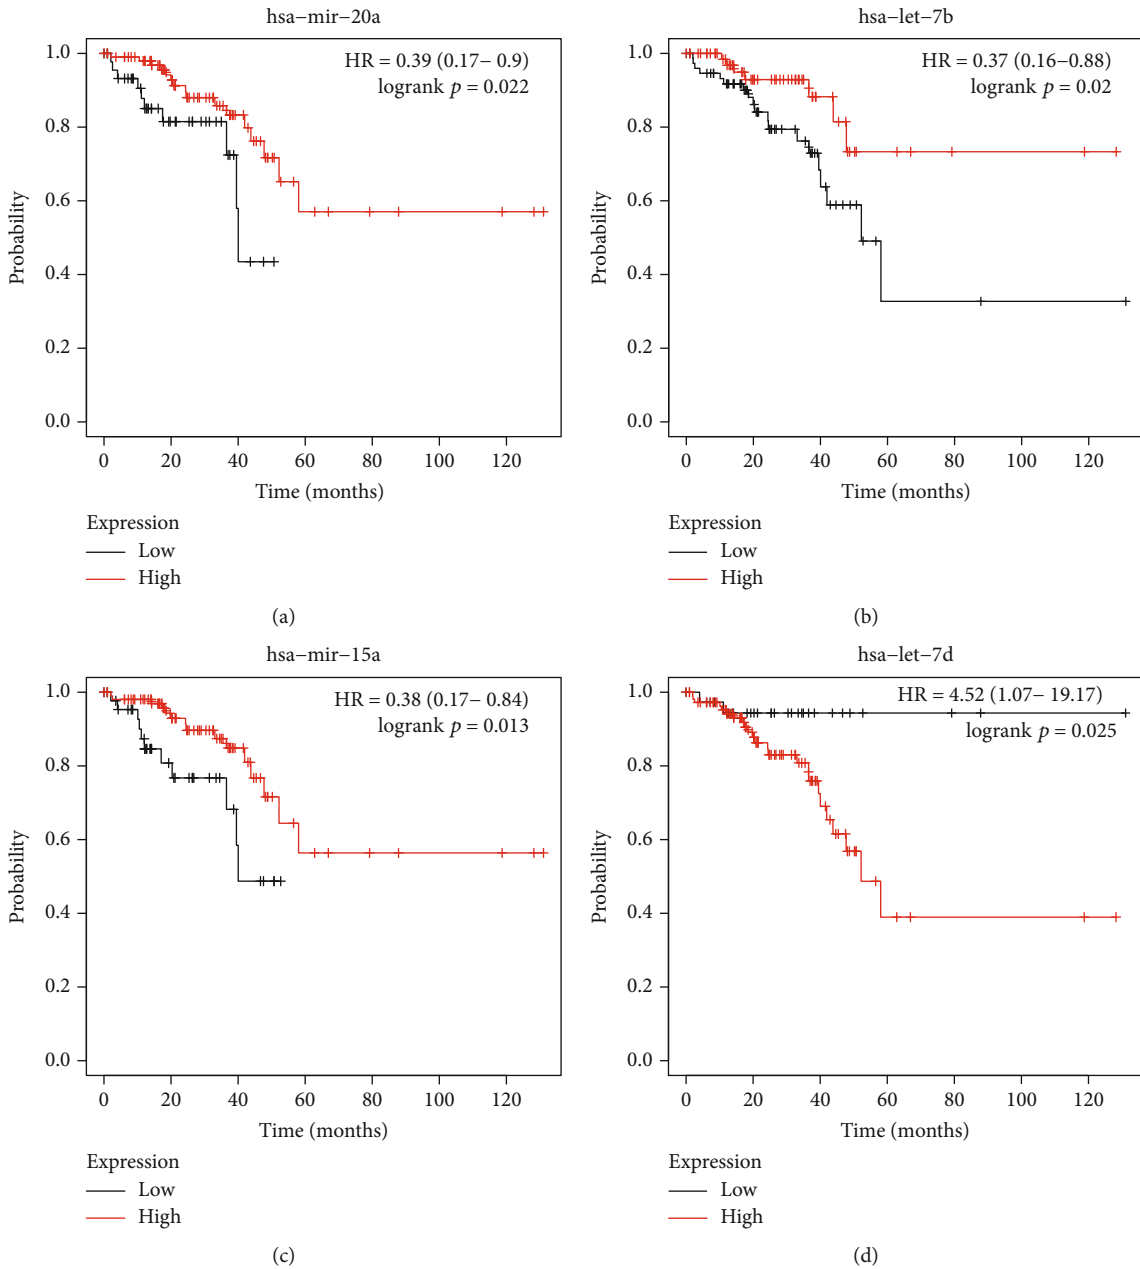 hsa−mir−20a
HR = 0.39 (0.17− 0.9)
logrank p = 0.022
1.0
0.8
0.6
0.4
0.2
0.0
Probability
0 20 40 60 80 100 120
Time (months)
Expression
Low
High
(a)
hsa−let−7b
HR = 0.37 (0.16−0.88)
logrank p = 0.02
1.0
0.8
0.6
0.4
0.2
0.0
Probability
0 20 40 60 80 100 120
Time (months)
Expression
Low
High
(b)
hsa−mir−15a
HR = 0.38 (0.17− 0.84)
logrank p = 0.013
1.0
0.8
0.6
0.4
0.2
0.0
Probability
0 20 40 60 80 100 120
Time (months)
Expression
Low
High
(c)
hsa−let−7d
HR = 4.52 (1.07− 19.17)
logrank p = 0.025
1.0
0.8
0.6
0.4
0.2
0.0
Probability
0 20 40 60 80 100 120
Time (months)
Expression
Low
High
(d)